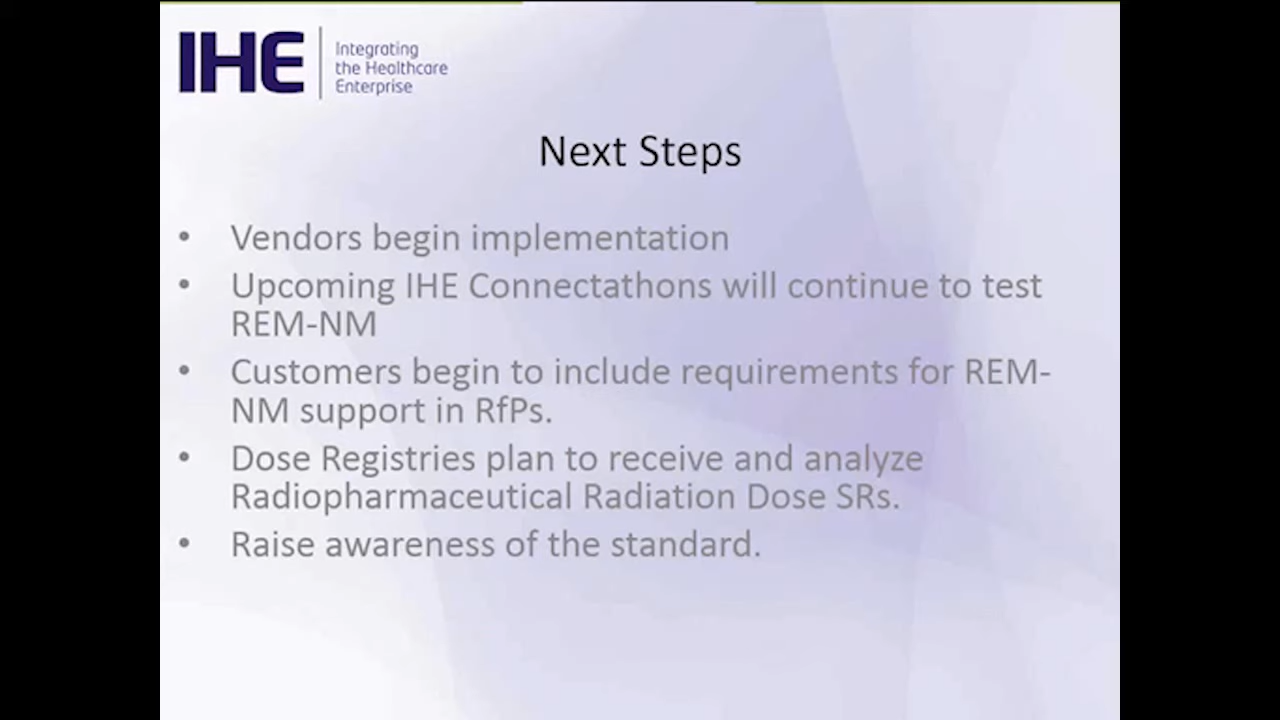 IHE
Integrating
the Healthcare
Enterprise
Next Steps
• Vendors begin implementation
• Upcoming IHE Connectathons will continue to test
REM-NM
• Customers begin to include requirements for REM-
NM support in RfPs.
• Dose Registries plan to receive and analyze
Radiopharmaceutical Radiation Dose SRs.
• Raise awareness of the standard.